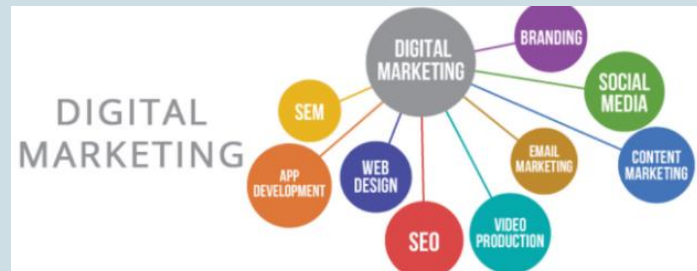 DIGITAL
MARKETING
DIGITAL
MARKETING
BRANDING
SOCIAL
MEDIA
SEM
APP
DEVELOPMENT
WEB
DESIGN
SEO
VIDEO
PRODUCTION
EMAIL
MARKETING
CONTENT
MARKETING